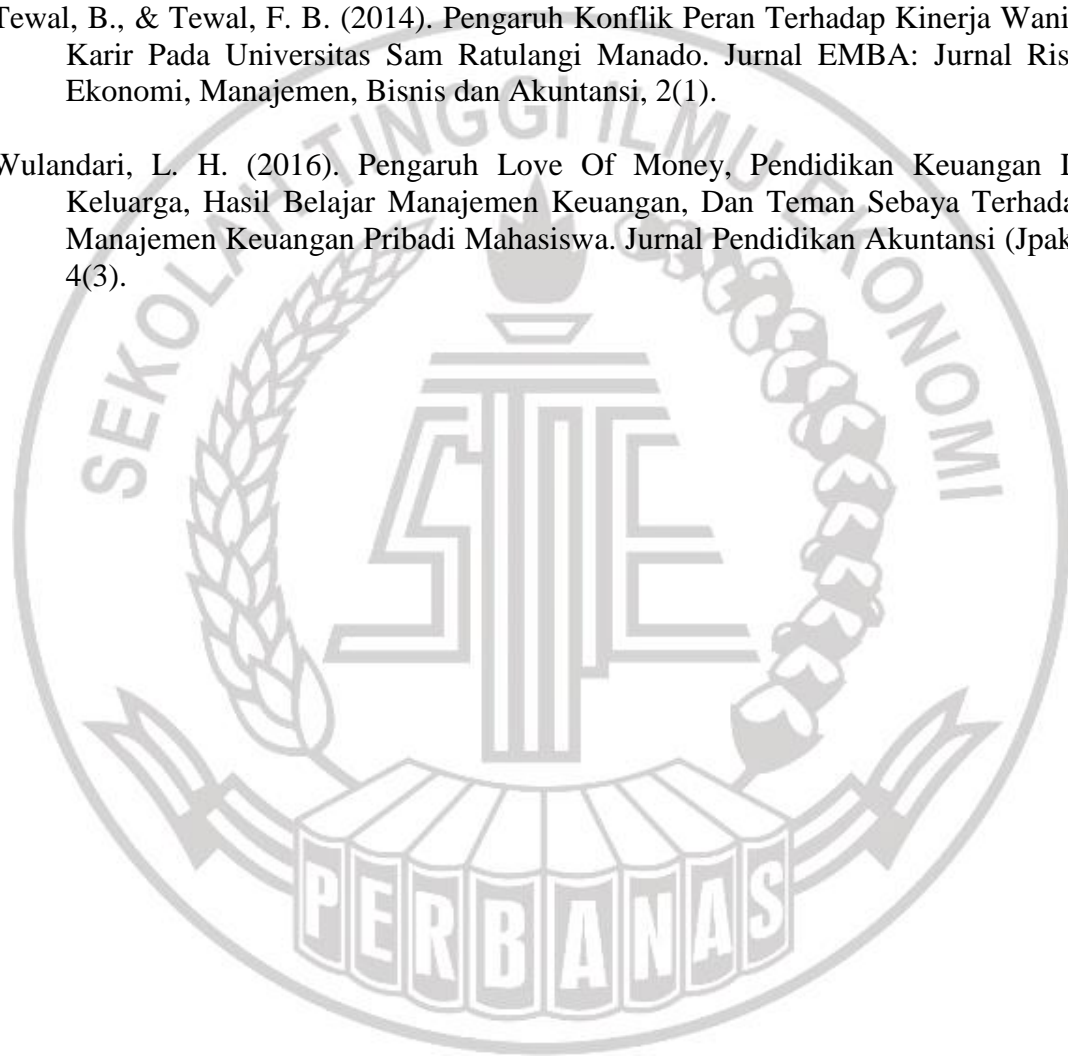 Tewal, B., & Tewal, F. B. (2014). Pengaruh Konflik Peran Terhadap Kinerja Wani
Karir Pada Universitas Sam Ratulangi Manado. Jurnal EMBA: Jurnal Ris
Ekonomi, Manajemen, Bisnis dan Akuntansi, 2(1).
Wulandari, L. H. (2016). Pengaruh Love Of Money, Pendidikan Keuangan D
Keluarga, Hasil Belajar Manajemen Keuangan, Dan Teman Sebaya Terhada
Manajemen Keuangan Pribadi Mahasiswa. Jurnal Pendidikan Akuntansi (Jpak
4(3).
SEKOLAH TINGGI ILMU EKONOMI
STIE
PERBANAS